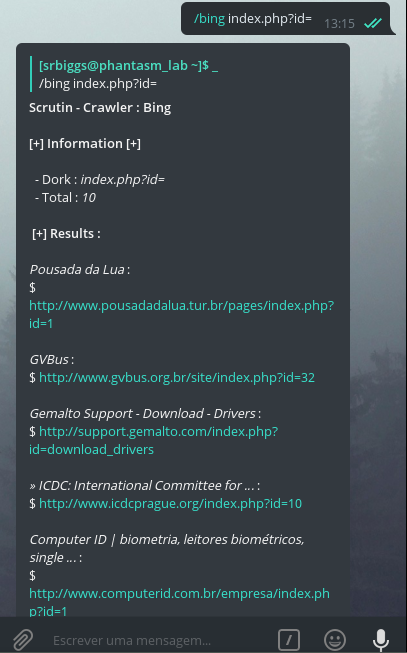 /bing index.php?id=
13:15
[srbiggs@phantasm_lab ~]$ _
/bing index.php?id=
Scrutin - Crawler : Bing
[+] Information [+]
- Dork : index.php?id=
- Total : 10
[+] Results :
Pousada da Lua :
$
http://www.pousadadalua.tur.br/pages/index.php?
id=1
GVBus :
$ http://www.gvbus.org.br/site/index.php?id=32
Gemalto Support - Download - Drivers :
$ http://support.gemalto.com/index.php?
id=download_drivers
» ICDC: International Committee for ... :
$ http://www.icdcprague.org/index.php?id=10
Computer ID | biometria, leitores biométricos,
single ... :
$
http://www.computerid.com.br/empresa/index.ph
p?id=1
Escrever uma mensagem...